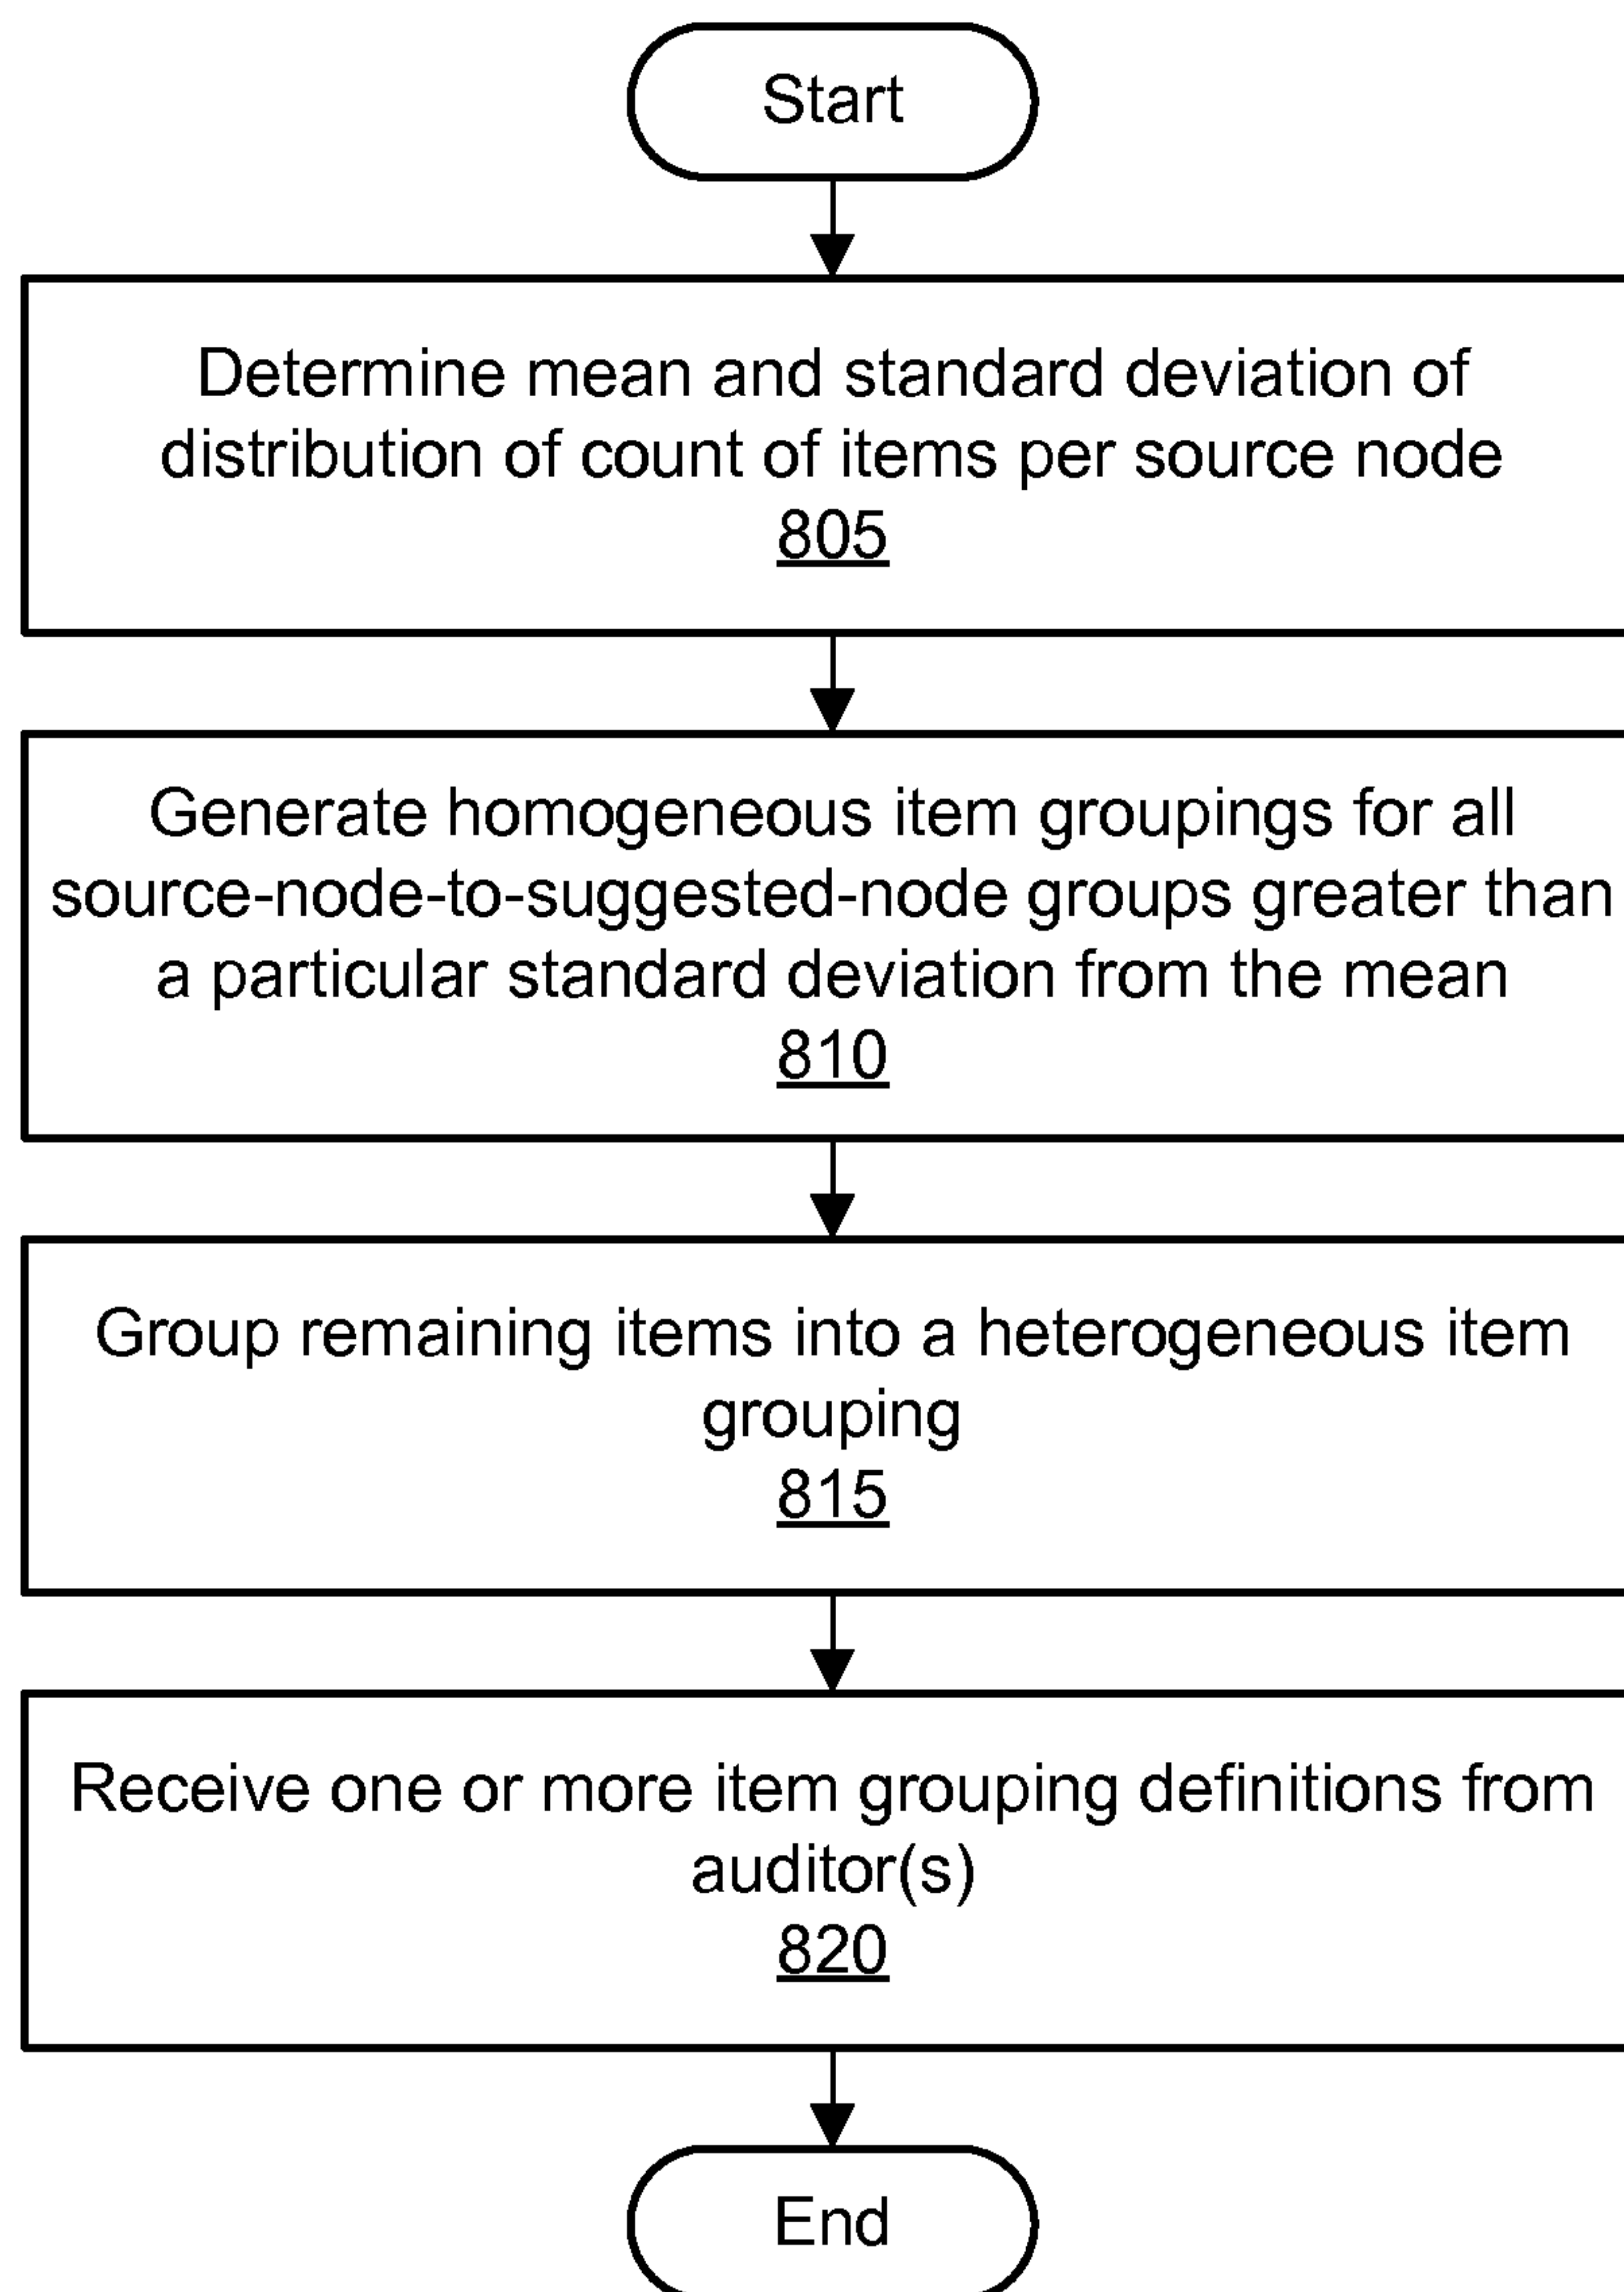 Start
Determine mean and standard deviation of
distribution of count of items per source node
805
Generate homogeneous item groupings for all
source-node-to-suggested-node groups greater than
a particular standard deviation from the mean
810
Group remaining items into a heterogeneous item
grouping
815
Receive one or more item grouping definitions from
auditor(s)
820
End